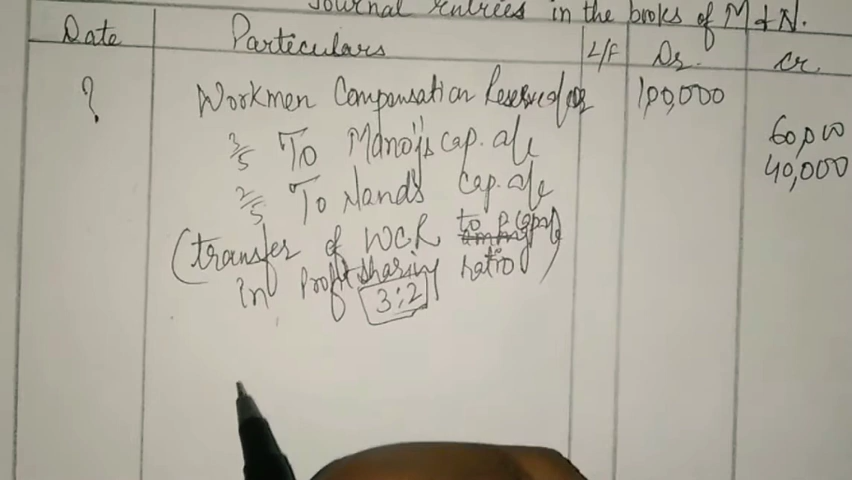 Journal entries in the books of M & N.
Date Particulars L/F Dr. Cr.
? Workmen Compensation Reserve a/c Dr 1,00,000
3/5 To Manoj's cap. a/c 60,000
2/5 To Nand's cap. a/c 40,000
(transfer of WCR to
in Profit sharing ratio)
3:2